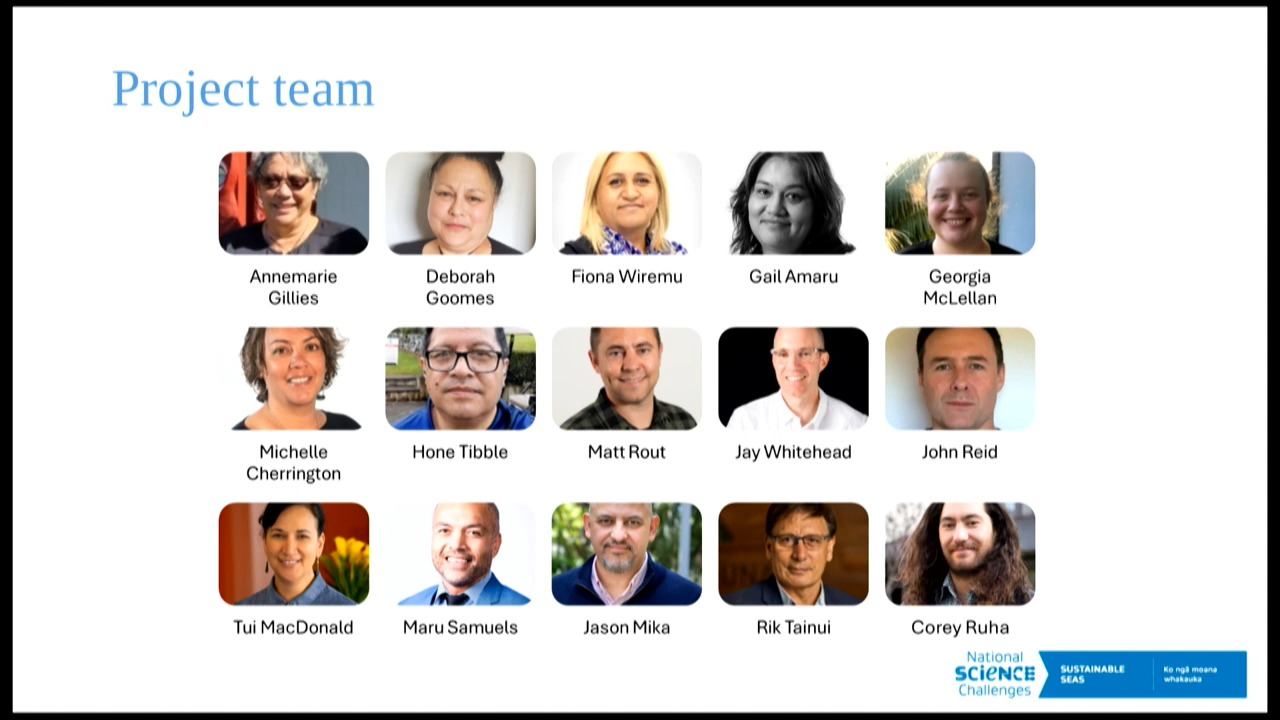 Project team
Annemarie
Gillies
Deborah
Goomes
Fiona Wiremu
Gail Amaru
Georgia
McLellan
Michelle
Cherrington
Hone Tibble
Matt Rout
Jay Whitehead
John Reid
Tui MacDonald
Maru Samuels
Jason Mika
Rik Tainui
Corey Ruha
National
SCIENCE
Challenges
SUSTAINABLE
SEAS
Ko ngā moana
whakauka